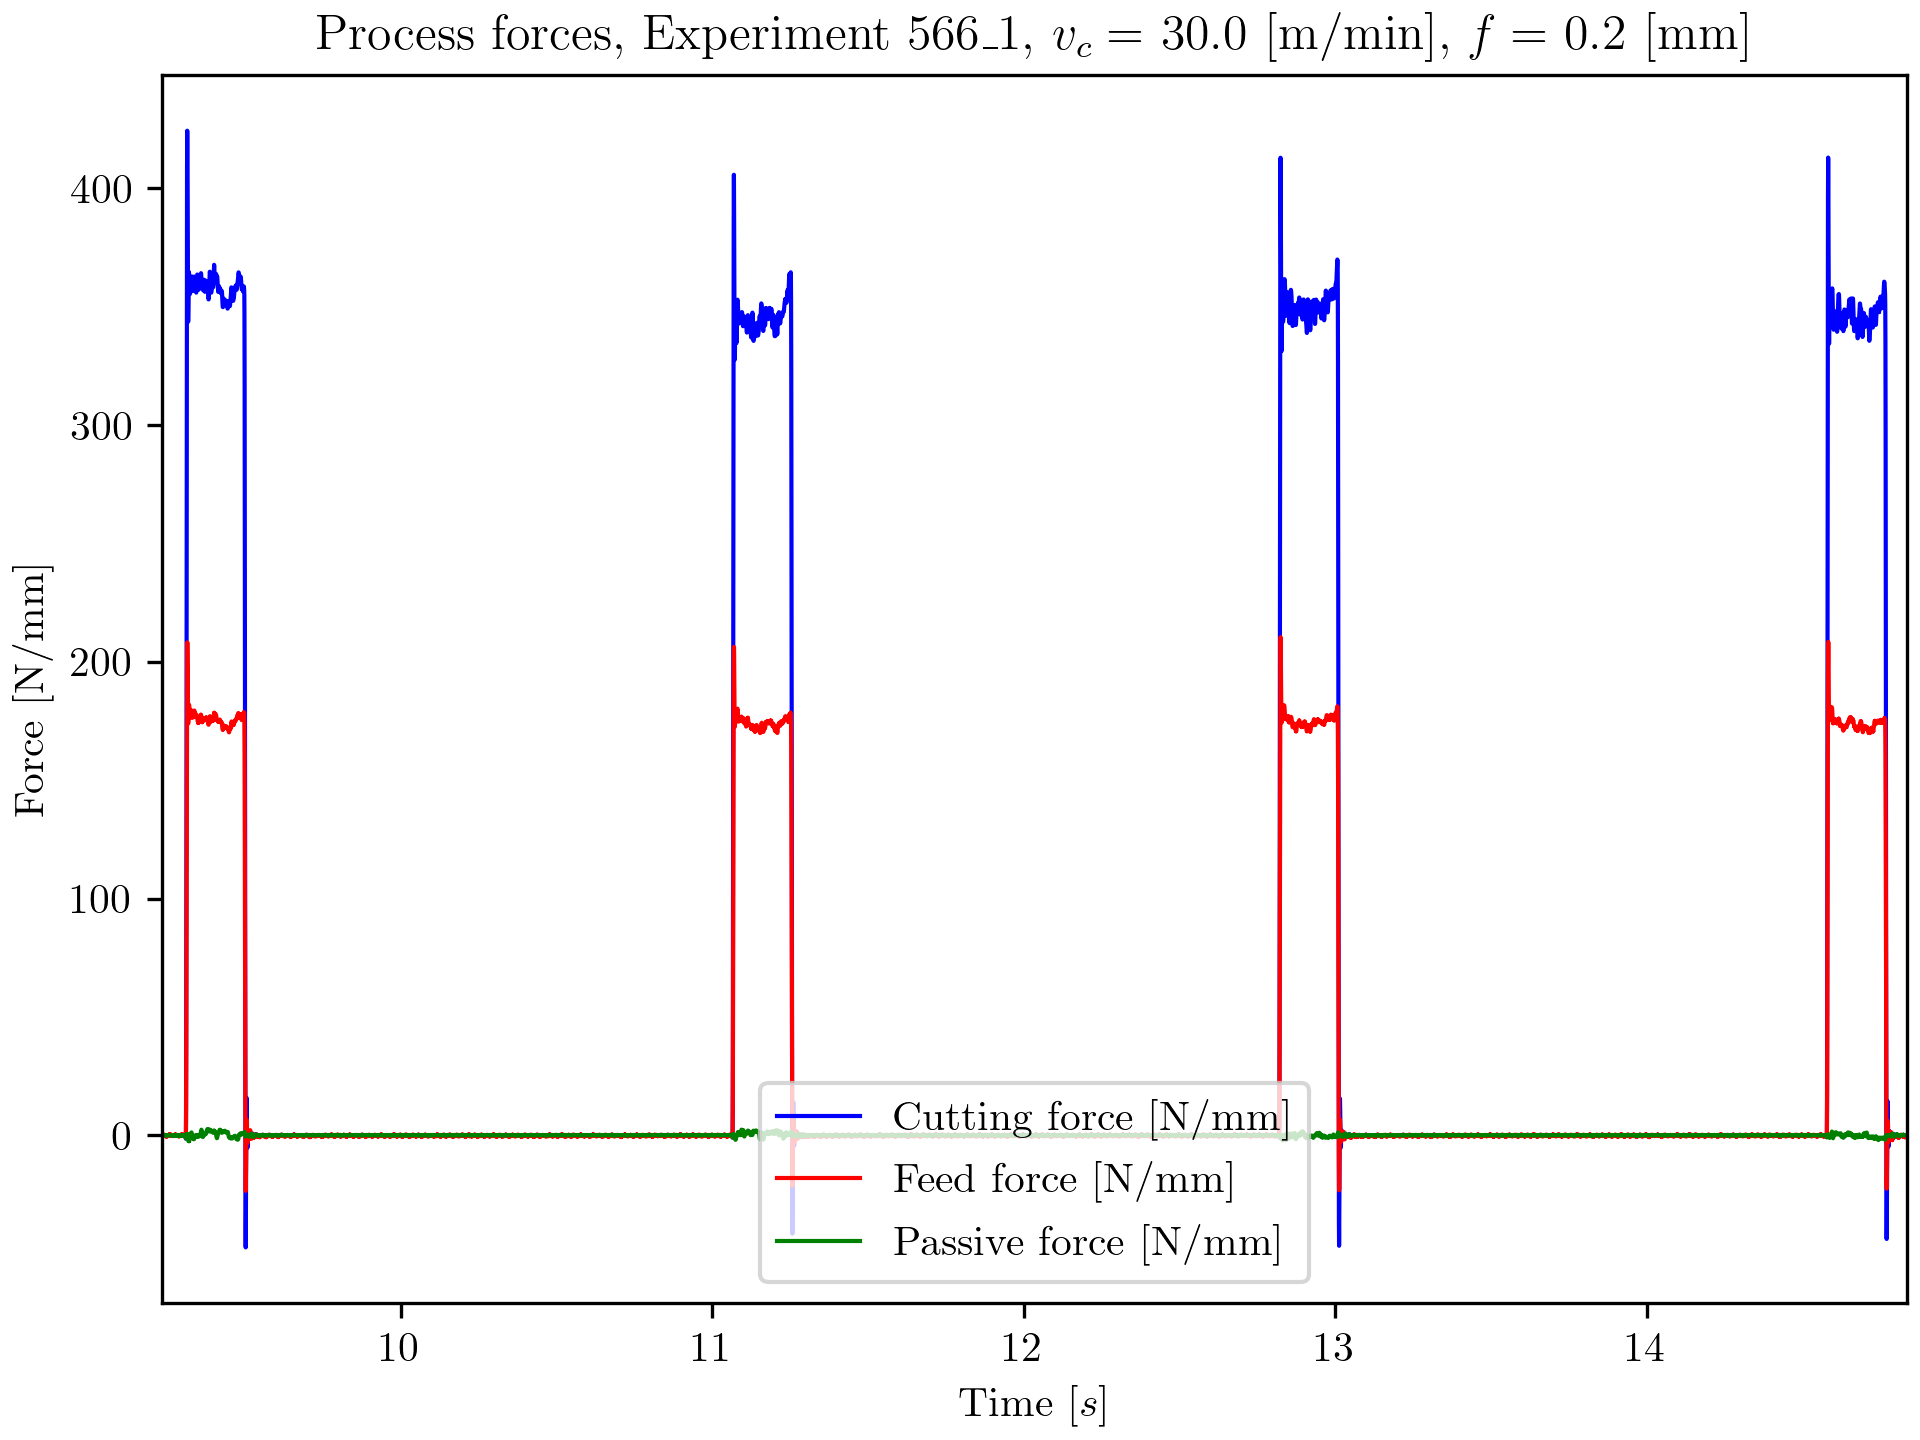 Process forces, Experiment 566_1, v_c = 30.0 [m/min], f = 0.2 [mm]
Force [N/mm]
400
300
200
100
0
Cutting force [N/mm]
Feed force [N/mm]
Passive force [N/mm]
10 11 12 13 14
Time [s]